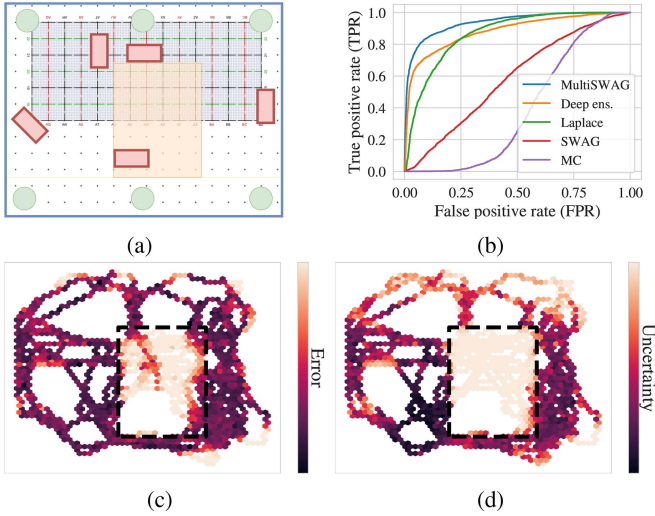 (a)
True positive rate (TPR)
1.0
0.8
0.6
0.4
0.2
0.0
MultiSWAG
Deep ens.
Laplace
SWAG
MC
0.00 0.25 0.50 0.75 1.00
False positive rate (FPR)
(b)
Error
(c)
Uncertainty
(d)